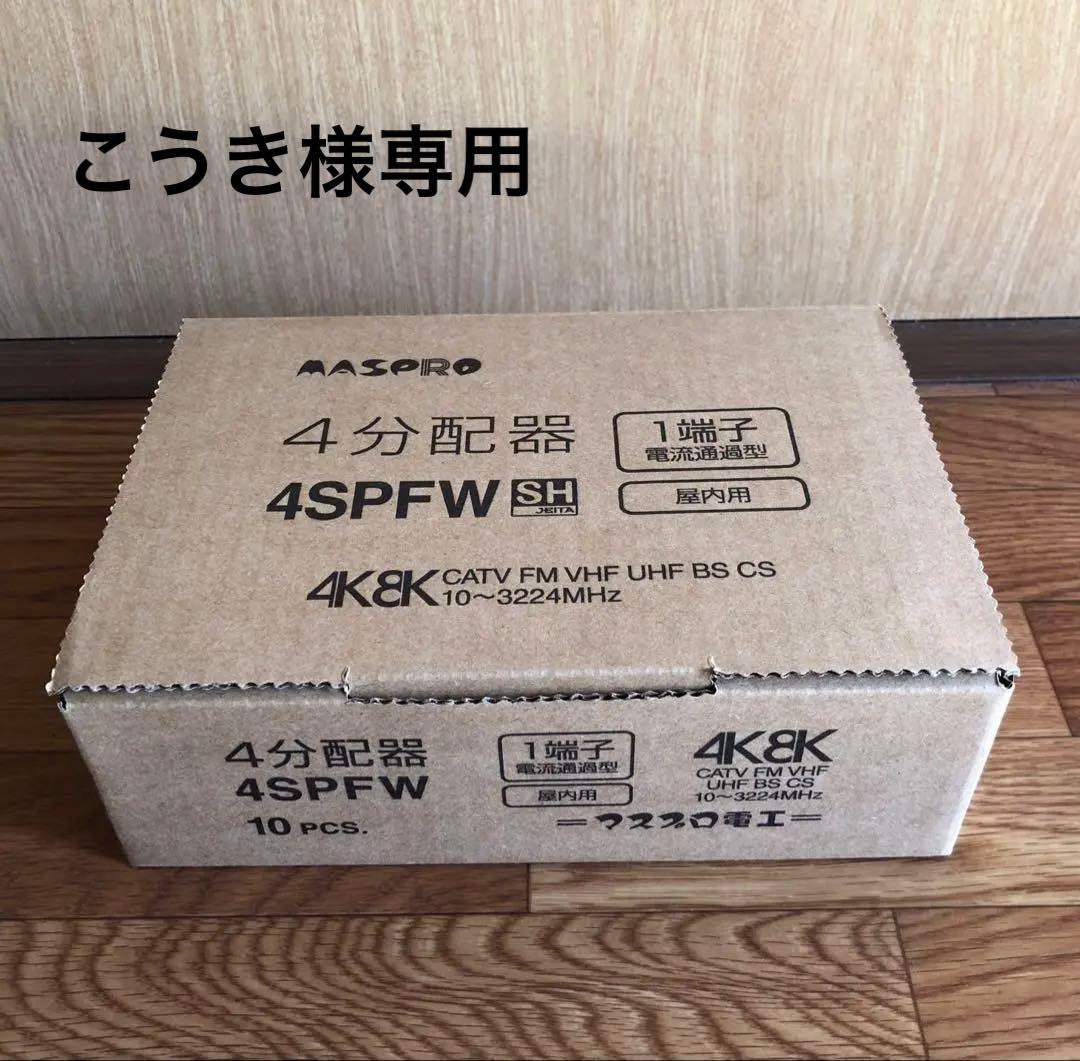 こうき様専用
MASPRO
4分配器
1端子
電流通過型
4SPFW SH
JEITA
屋内用
4K8K CATV FM VHF UHF BS CS
10～3224MHz
4分配器
4SPFW
10 PCS.
1端子
電流通過型
屋内用
4K8K
CATV FM VHF
UHF BS CS
10～3224MHz
=マスプロ電工=